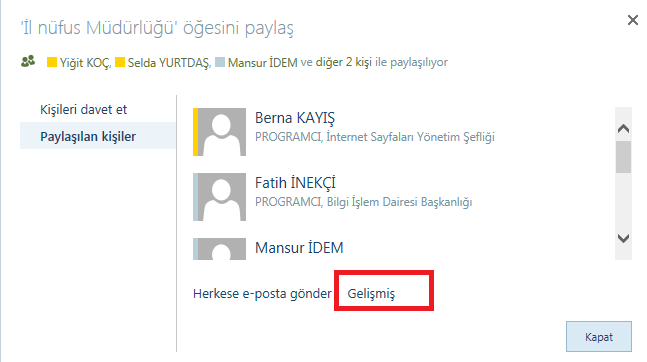 'İl nüfus Müdürlüğü' öğesini paylaş
Yiğit KOÇ, Selda YURTDAŞ, Mansur İDEM ve diğer 2 kişi ile paylaşılıyor
Kişileri davet et
Paylaşılan kişiler
Berna KAYIŞ
PROGRAMCI, İnternet Sayfaları Yönetim Şefliği
Fatih İNEKÇİ
PROGRAMCI, Bilgi İşlem Dairesi Başkanlığı
Mansur İDEM
Herkese e-posta gönder Gelişmiş
Kapat